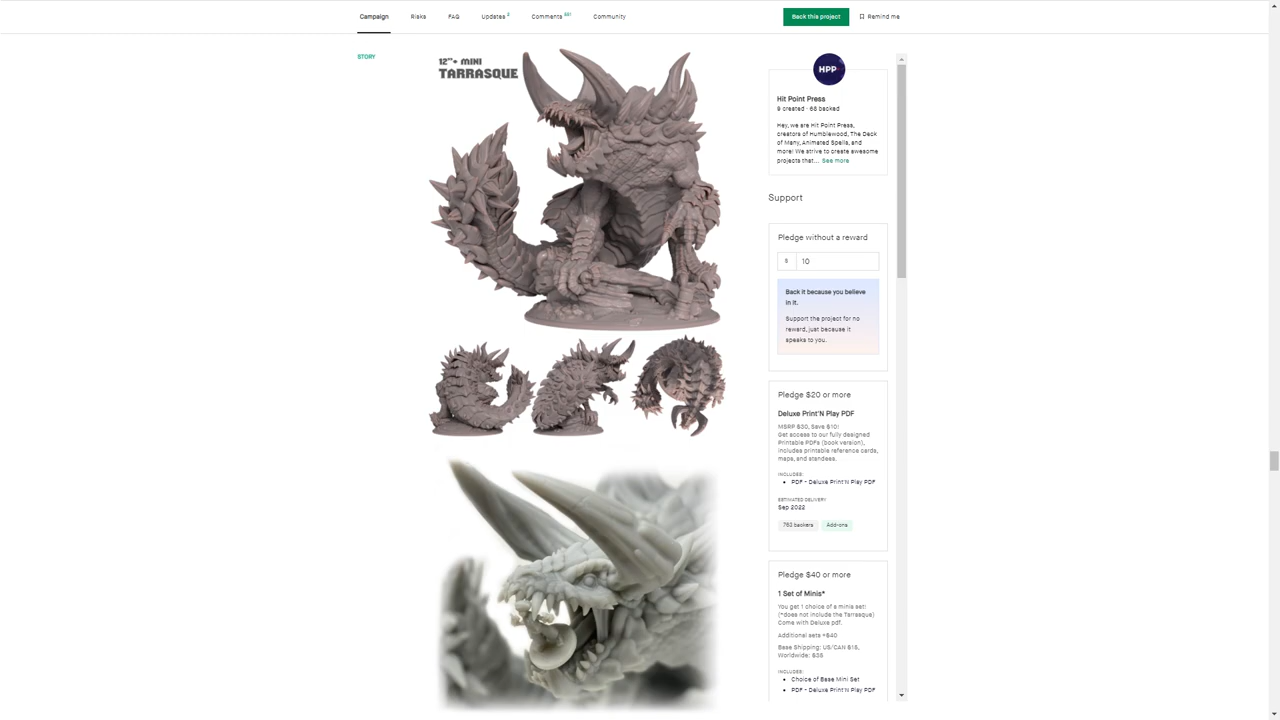 Campaign
Risks
FAQ
Updates 3
Comments
Community
Back this project
Remind me
STORY
12"+ MINI
TARRASQUE
HPP
Hit Point Press
9 created · 68 backed
Hey, we are Hit Point Press,
creators of Humblewood, The Deck
of Many, Animated Spells, and
more! We strive to create awesome
projects that... See more
Support
Pledge without a reward
$ 10
Back it because you believe
in it.
Support the project for no
reward, just because it
speaks to you.
Pledge $20 or more
Deluxe Print'N Play PDF
MSRP $30, Save $10!
Get access to our fully designed
Printable PDFs (book version),
includes printable reference cards,
maps, and standees.
INCLUDES:
PDF - Deluxe Print'N Play PDF
ESTIMATED DELIVERY
Sep 2022
762 backers
Add-ons
Pledge $40 or more
1 Set of Minis*
You get 1 choice of a minis set!
(*does not include the Tarrasque)
Come with Deluxe pdf.
Additional sets +$40
Base Shipping: US/CAN $18,
Worldwide: $35
INCLUDES:
Choice of Base Mini Set
PDF - Deluxe Print'N Play PDF